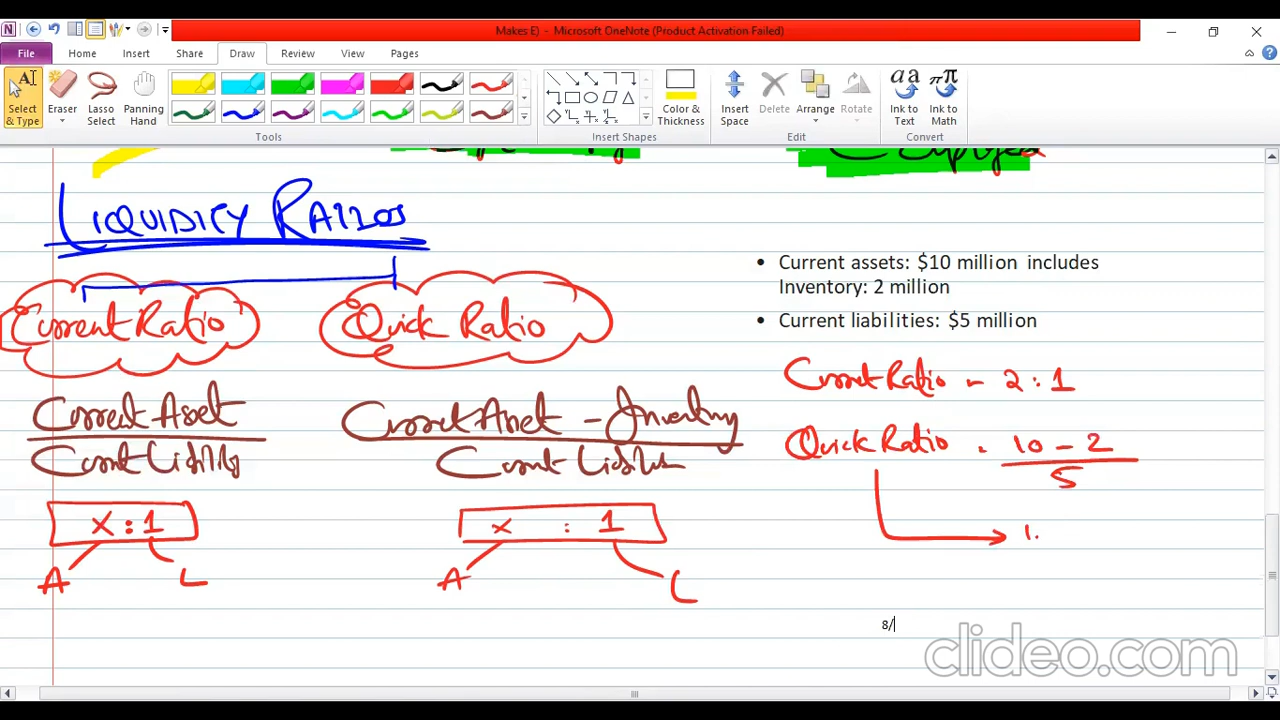 Makes E) - Microsoft OneNote (Product Activation Failed)
File Home Insert Share Draw Review View Pages
Select & Type
Eraser
Lasso Select
Panning Hand
Color & Thickness
Insert Space
Delete
Arrange
Rotate
Ink to Text
Ink to Math
Tools
Insert Shapes
Edit
Convert
LIQUIDITY RATIOS
Current Ratio
Quick Ratio
Current Asset
Current Liability
Current Asset - Inventory
Current Liabilities
X : 1
A L
x : 1
A L
• Current assets: $10 million includes
Inventory: 2 million
• Current liabilities: $5 million
Current Ratio - 2 : 1
Quick Ratio - 10 - 2
5
1.
8/
clideo.com